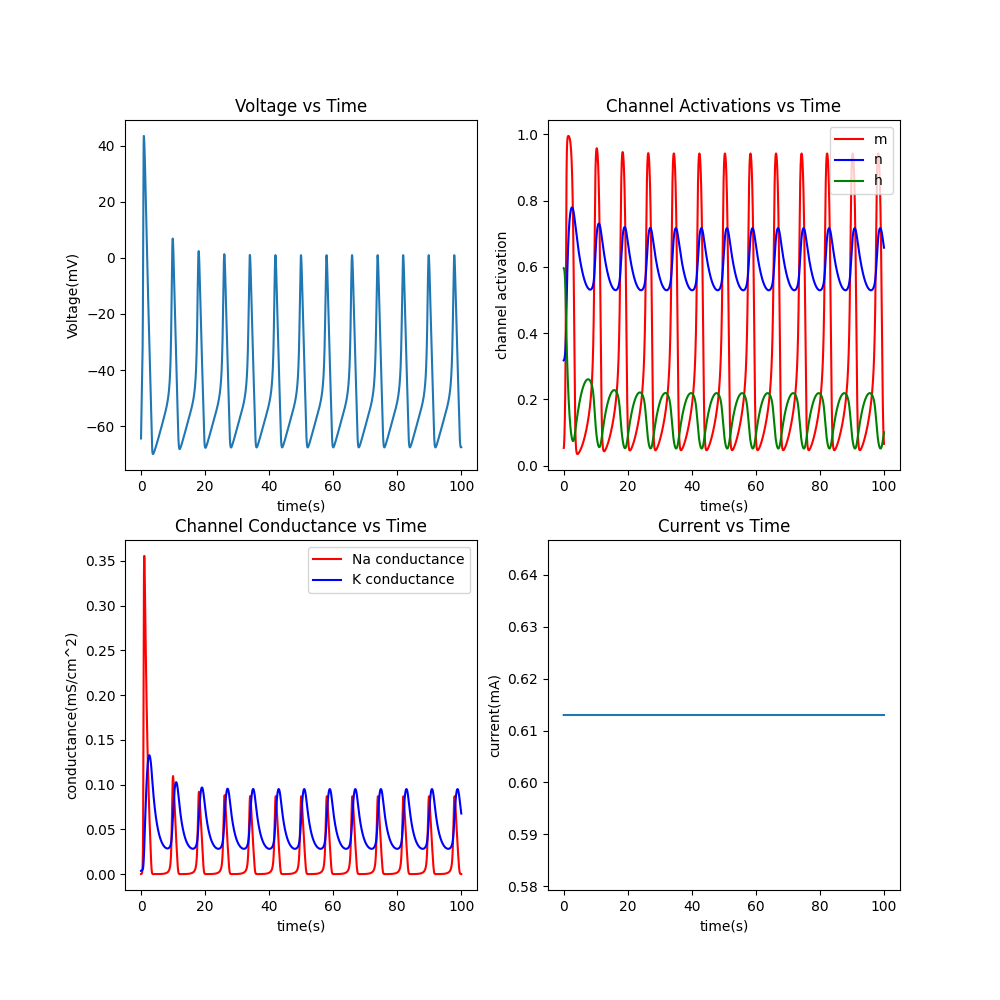 Voltage vs Time
Voltage(mV)
40
20
0
−20
−40
−60
0 20 40 60 80 100
time(s)
Channel Activations vs Time
channel activation
1.0
0.8
0.6
0.4
0.2
0.0
m
n
h
0 20 40 60 80 100
time(s)
Channel Conductance vs Time
conductance(mS/cm^2)
0.35
0.30
0.25
0.20
0.15
0.10
0.05
0.00
Na conductance
K conductance
0 20 40 60 80 100
time(s)
Current vs Time
current(mA)
0.64
0.63
0.62
0.61
0.60
0.59
0.58
0 20 40 60 80 100
time(s)